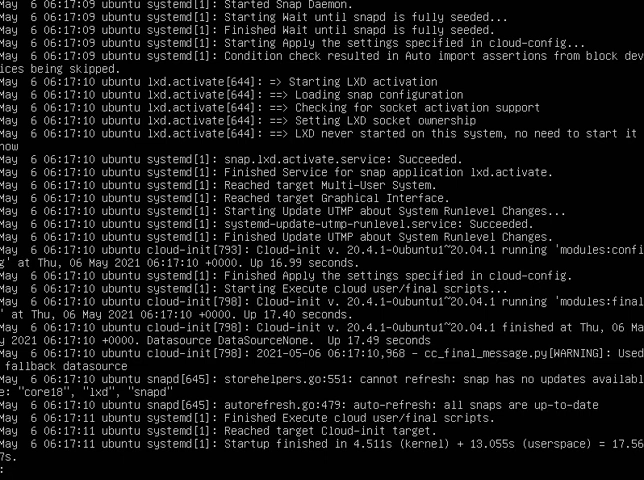 May  6 06:17:09 ubuntu systemd[1]: Started Snap Daemon.
May  6 06:17:09 ubuntu systemd[1]: Starting Wait until snapd is fully seeded...
May  6 06:17:09 ubuntu systemd[1]: Finished Wait until snapd is fully seeded.
May  6 06:17:09 ubuntu systemd[1]: Starting Apply the settings specified in cloud-config...
May  6 06:17:09 ubuntu systemd[1]: Condition check resulted in Auto import assertions from block dev
ices being skipped.
May  6 06:17:10 ubuntu lxd.activate[644]: => Starting LXD activation
May  6 06:17:10 ubuntu lxd.activate[644]: ==> Loading snap configuration
May  6 06:17:10 ubuntu lxd.activate[644]: ==> Checking for socket activation support
May  6 06:17:10 ubuntu lxd.activate[644]: ==> Setting LXD socket ownership
May  6 06:17:10 ubuntu lxd.activate[644]: ==> LXD never started on this system, no need to start it
now
May  6 06:17:10 ubuntu systemd[1]: snap.lxd.activate.service: Succeeded.
May  6 06:17:10 ubuntu systemd[1]: Finished Service for snap application lxd.activate.
May  6 06:17:10 ubuntu systemd[1]: Reached target Multi-User System.
May  6 06:17:10 ubuntu systemd[1]: Reached target Graphical Interface.
May  6 06:17:10 ubuntu systemd[1]: Starting Update UTMP about System Runlevel Changes...
May  6 06:17:10 ubuntu systemd[1]: systemd-update-utmp-runlevel.service: Succeeded.
May  6 06:17:10 ubuntu systemd[1]: Finished Update UTMP about System Runlevel Changes.
May  6 06:17:10 ubuntu cloud-init[793]: Cloud-init v. 20.4.1-0ubuntu1~20.04.1 running 'modules:confi
g' at Thu, 06 May 2021 06:17:10 +0000. Up 16.99 seconds.
May  6 06:17:10 ubuntu systemd[1]: Finished Apply the settings specified in cloud-config.
May  6 06:17:10 ubuntu systemd[1]: Starting Execute cloud user/final scripts...
May  6 06:17:10 ubuntu cloud-init[798]: Cloud-init v. 20.4.1-0ubuntu1~20.04.1 running 'modules:final
' at Thu, 06 May 2021 06:17:10 +0000. Up 17.40 seconds.
May  6 06:17:10 ubuntu cloud-init[798]: Cloud-init v. 20.4.1-0ubuntu1~20.04.1 finished at Thu, 06 Ma
y 2021 06:17:10 +0000. Datasource DataSourceNone.  Up 17.49 seconds
May  6 06:17:10 ubuntu cloud-init[798]: 2021-05-06 06:17:10,968 - cc_final_message.py[WARNING]: Used
 fallback datasource
May  6 06:17:10 ubuntu snapd[645]: storehelpers.go:551: cannot refresh: snap has no updates availabl
e: "core18", "lxd", "snapd"
May  6 06:17:10 ubuntu snapd[645]: autorefresh.go:479: auto-refresh: all snaps are up-to-date
May  6 06:17:11 ubuntu systemd[1]: Finished Execute cloud user/final scripts.
May  6 06:17:11 ubuntu systemd[1]: Reached target Cloud-init target.
May  6 06:17:11 ubuntu systemd[1]: Startup finished in 4.511s (kernel) + 13.055s (userspace) = 17.56
7s.
: